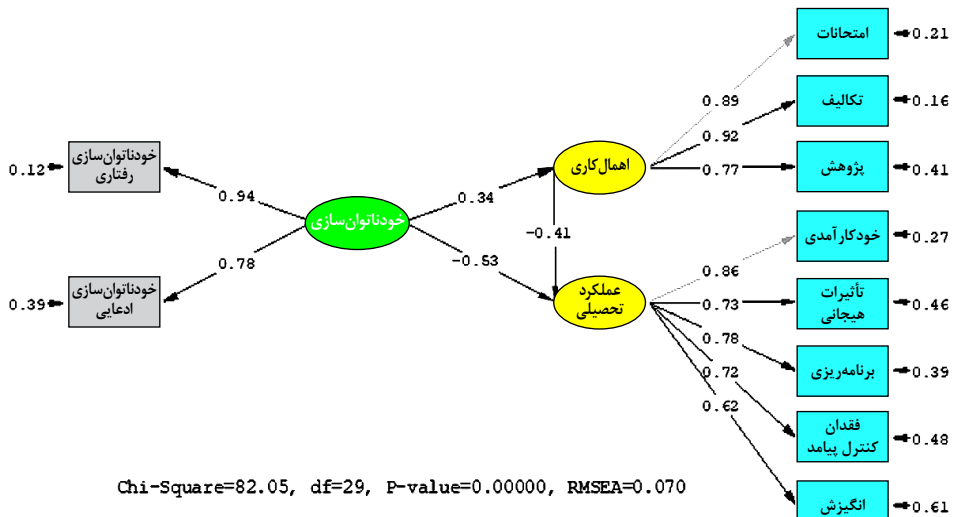 امتحانات
0.21
0.89
تکالیف
0.16
0.92
پژوهش
0.41
0.77
خودناتوان‌سازی
رفتاری
0.12
0.94
اهمال‌کاری
0.34
خودناتوان‌سازی
-0.41
-0.53
خودکارآمدی
0.27
0.86
0.78
خودناتوان‌سازی
ادعایی
0.39
عملکرد
تحصیلی
تأثیرات
هیجانی
0.46
0.73
برنامه‌ریزی
0.39
0.78
فقدان
کنترل پیامد
0.48
0.72
انگیزش
0.61
0.62
Chi-Square=82.05, df=29, P-value=0.00000, RMSEA=0.070